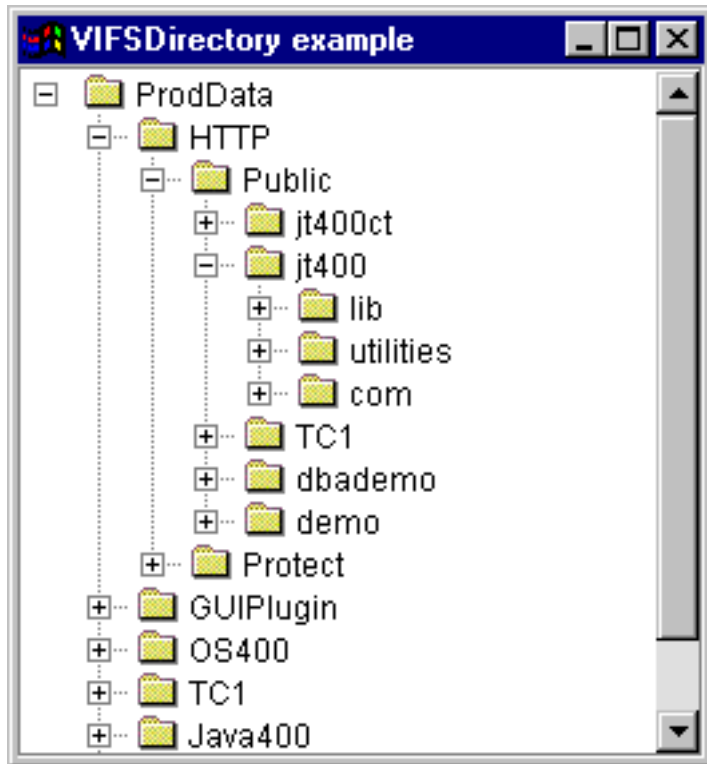 VIFSDirectory example
ProdData
HTTP
Public
jt400ct
jt400
lib
utilities
com
TC1
dbademo
demo
Protect
GUIPlugin
OS400
TC1
Java400